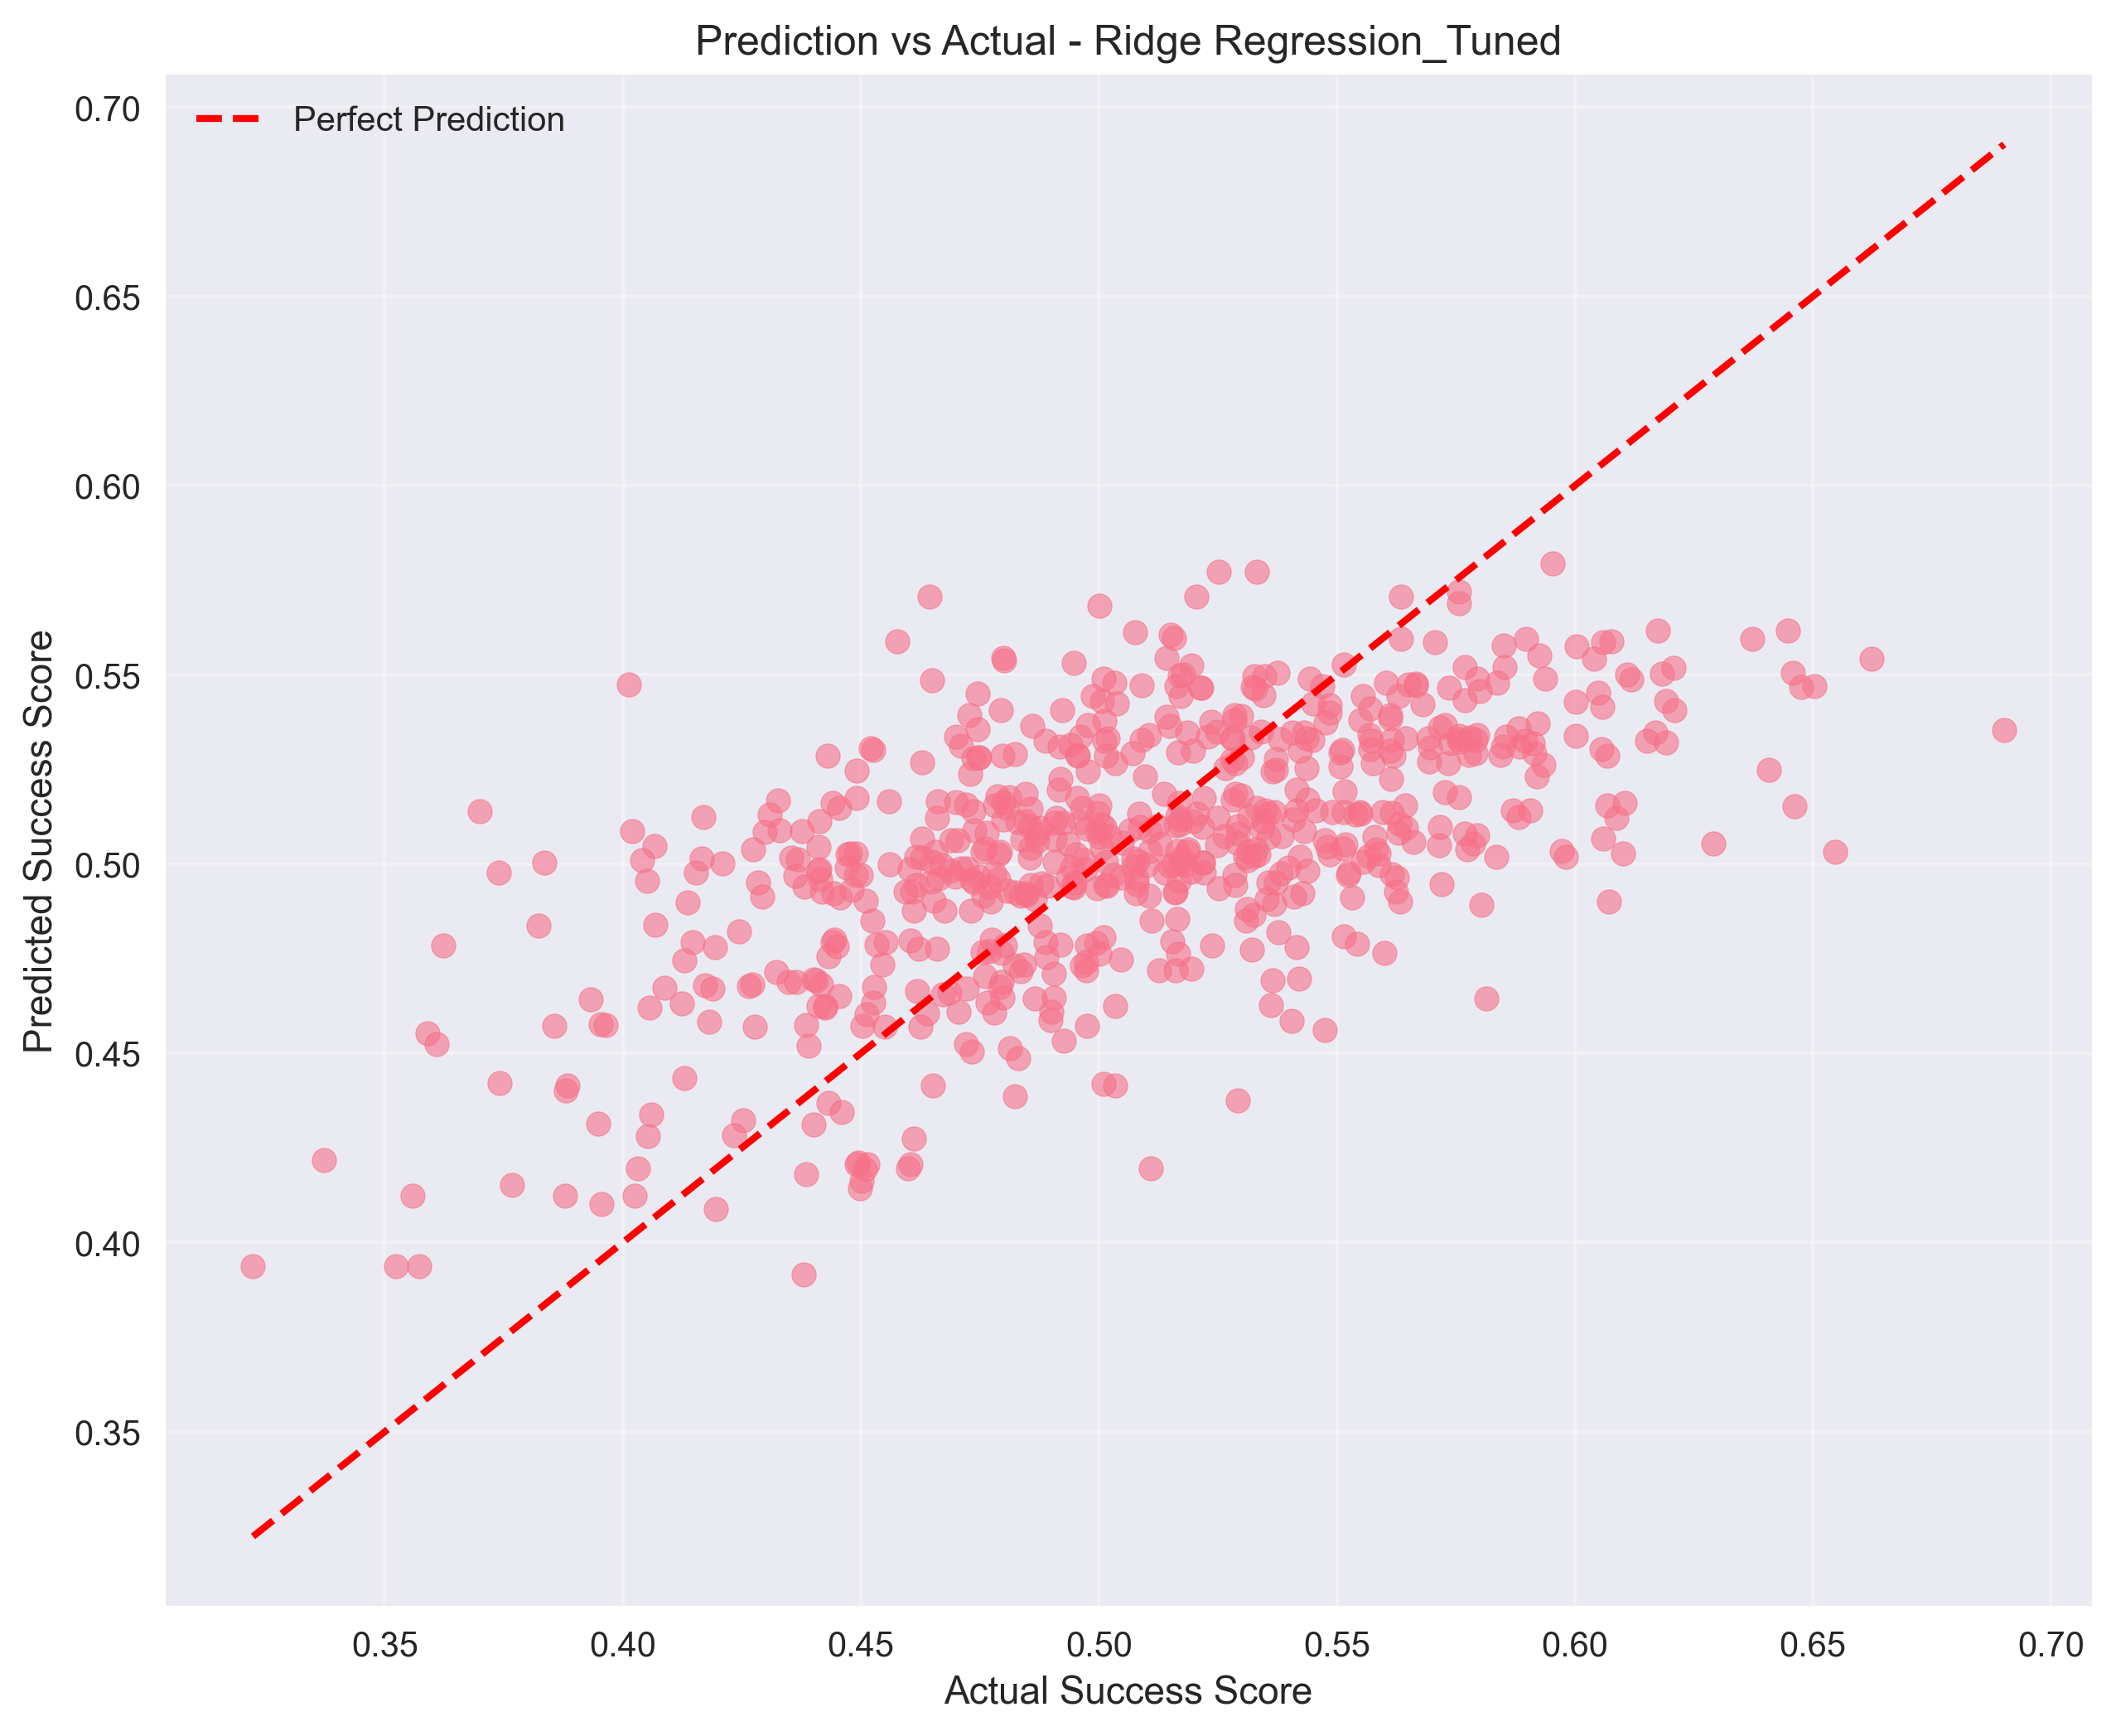 Prediction vs Actual - Ridge Regression_Tuned
Perfect Prediction
0.70
0.65
0.60
0.55
0.50
0.45
0.40
0.35
Predicted Success Score
0.35 0.40 0.45 0.50 0.55 0.60 0.65 0.70
Actual Success Score